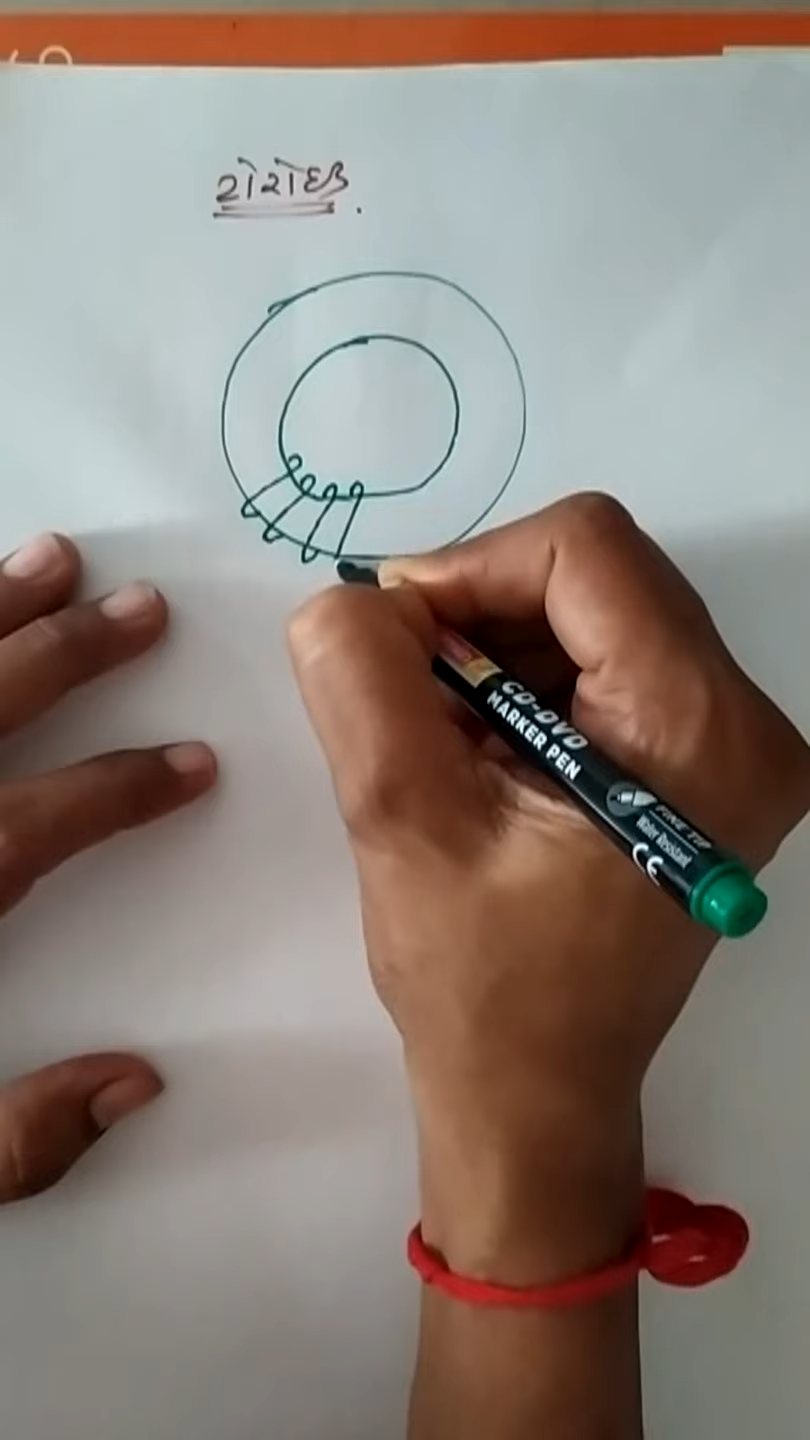 ટોરોઇડ.
CD-DVD
MARKER PEN
FINE TIP
Water Resistant
CE